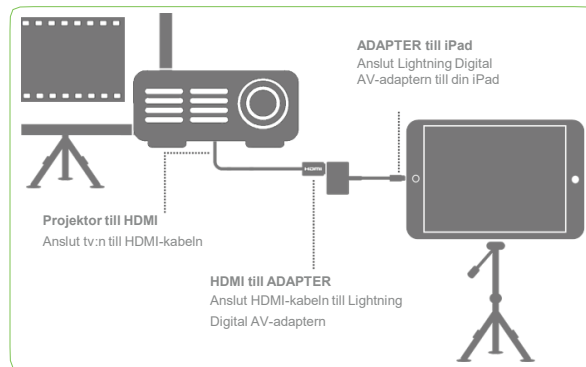 ADAPTER till iPad
Anslut Lightning Digital
AV-adaptern till din iPad
HDMI
Projektor till HDMI
Anslut tv:n till HDMI-kabeln
HDMI till ADAPTER
Anslut HDMI-kabeln till Lightning
Digital AV-adaptern